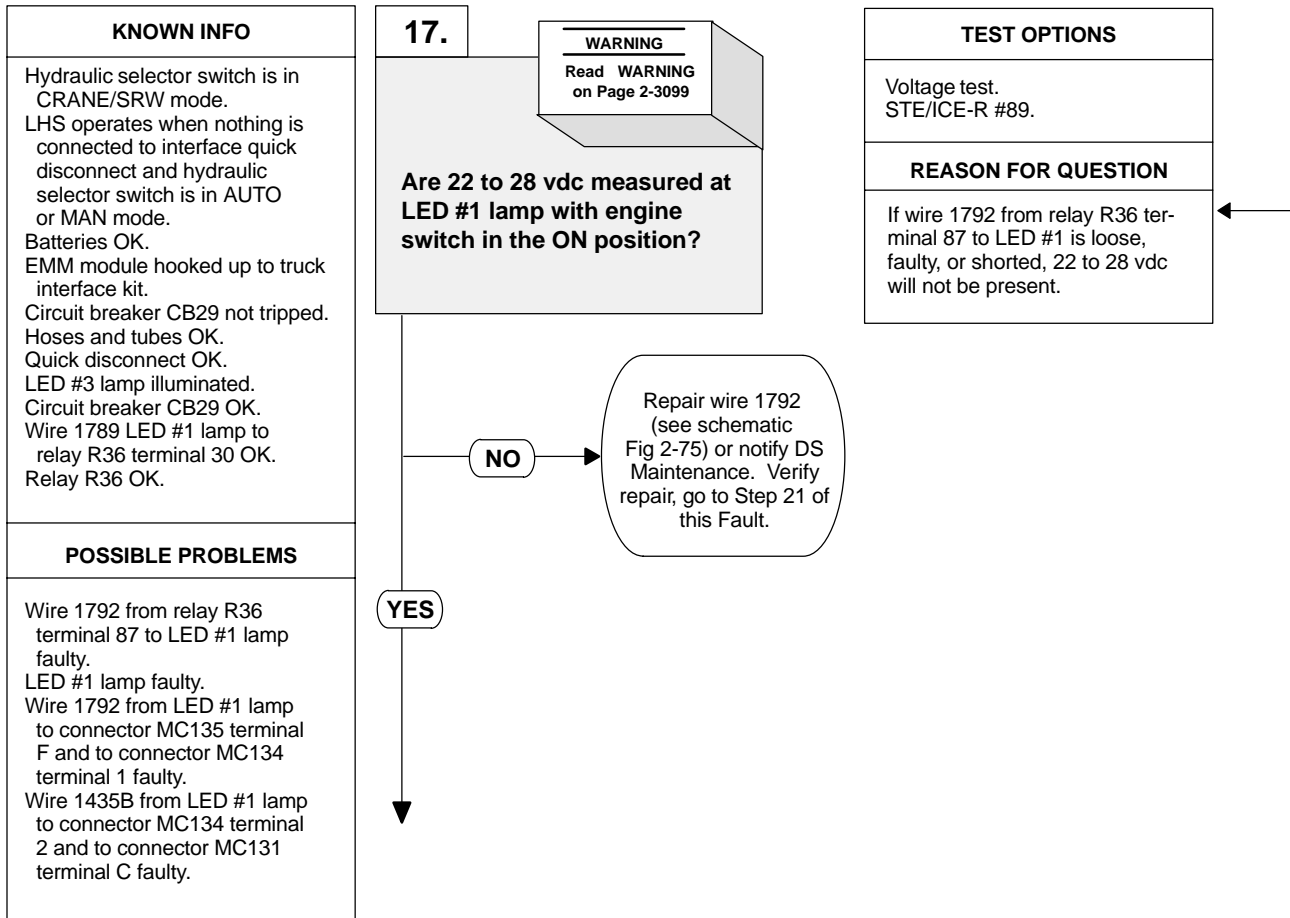 KNOWN INFO
Hydraulic selector switch is in
CRANE/SRW mode.
LHS operates when nothing is
connected to interface quick
disconnect and hydraulic
selector switch is in AUTO
or MAN mode.
Batteries OK.
EMM module hooked up to truck
interface kit.
Circuit breaker CB29 not tripped.
Hoses and tubes OK.
Quick disconnect OK.
LED #3 lamp illuminated.
Circuit breaker CB29 OK.
Wire 1789 LED #1 lamp to
relay R36 terminal 30 OK.
Relay R36 OK.
POSSIBLE PROBLEMS
Wire 1792 from relay R36
terminal 87 to LED #1 lamp
faulty.
LED #1 lamp faulty.
Wire 1792 from LED #1 lamp
to connector MC135 terminal
F and to connector MC134
terminal 1 faulty.
Wire 1435B from LED #1 lamp
to connector MC134 terminal
2 and to connector MC131
terminal C faulty.
17.
WARNING
Read WARNING
on Page 2-3099
Are 22 to 28 vdc measured at
LED #1 lamp with engine
switch in the ON position?
NO
Repair wire 1792
(see schematic
Fig 2-75) or notify DS
Maintenance. Verify
repair, go to Step 21 of
this Fault.
YES
TEST OPTIONS
Voltage test.
STE/ICE-R #89.
REASON FOR QUESTION
If wire 1792 from relay R36 ter-
minal 87 to LED #1 is loose,
faulty, or shorted, 22 to 28 vdc
will not be present.